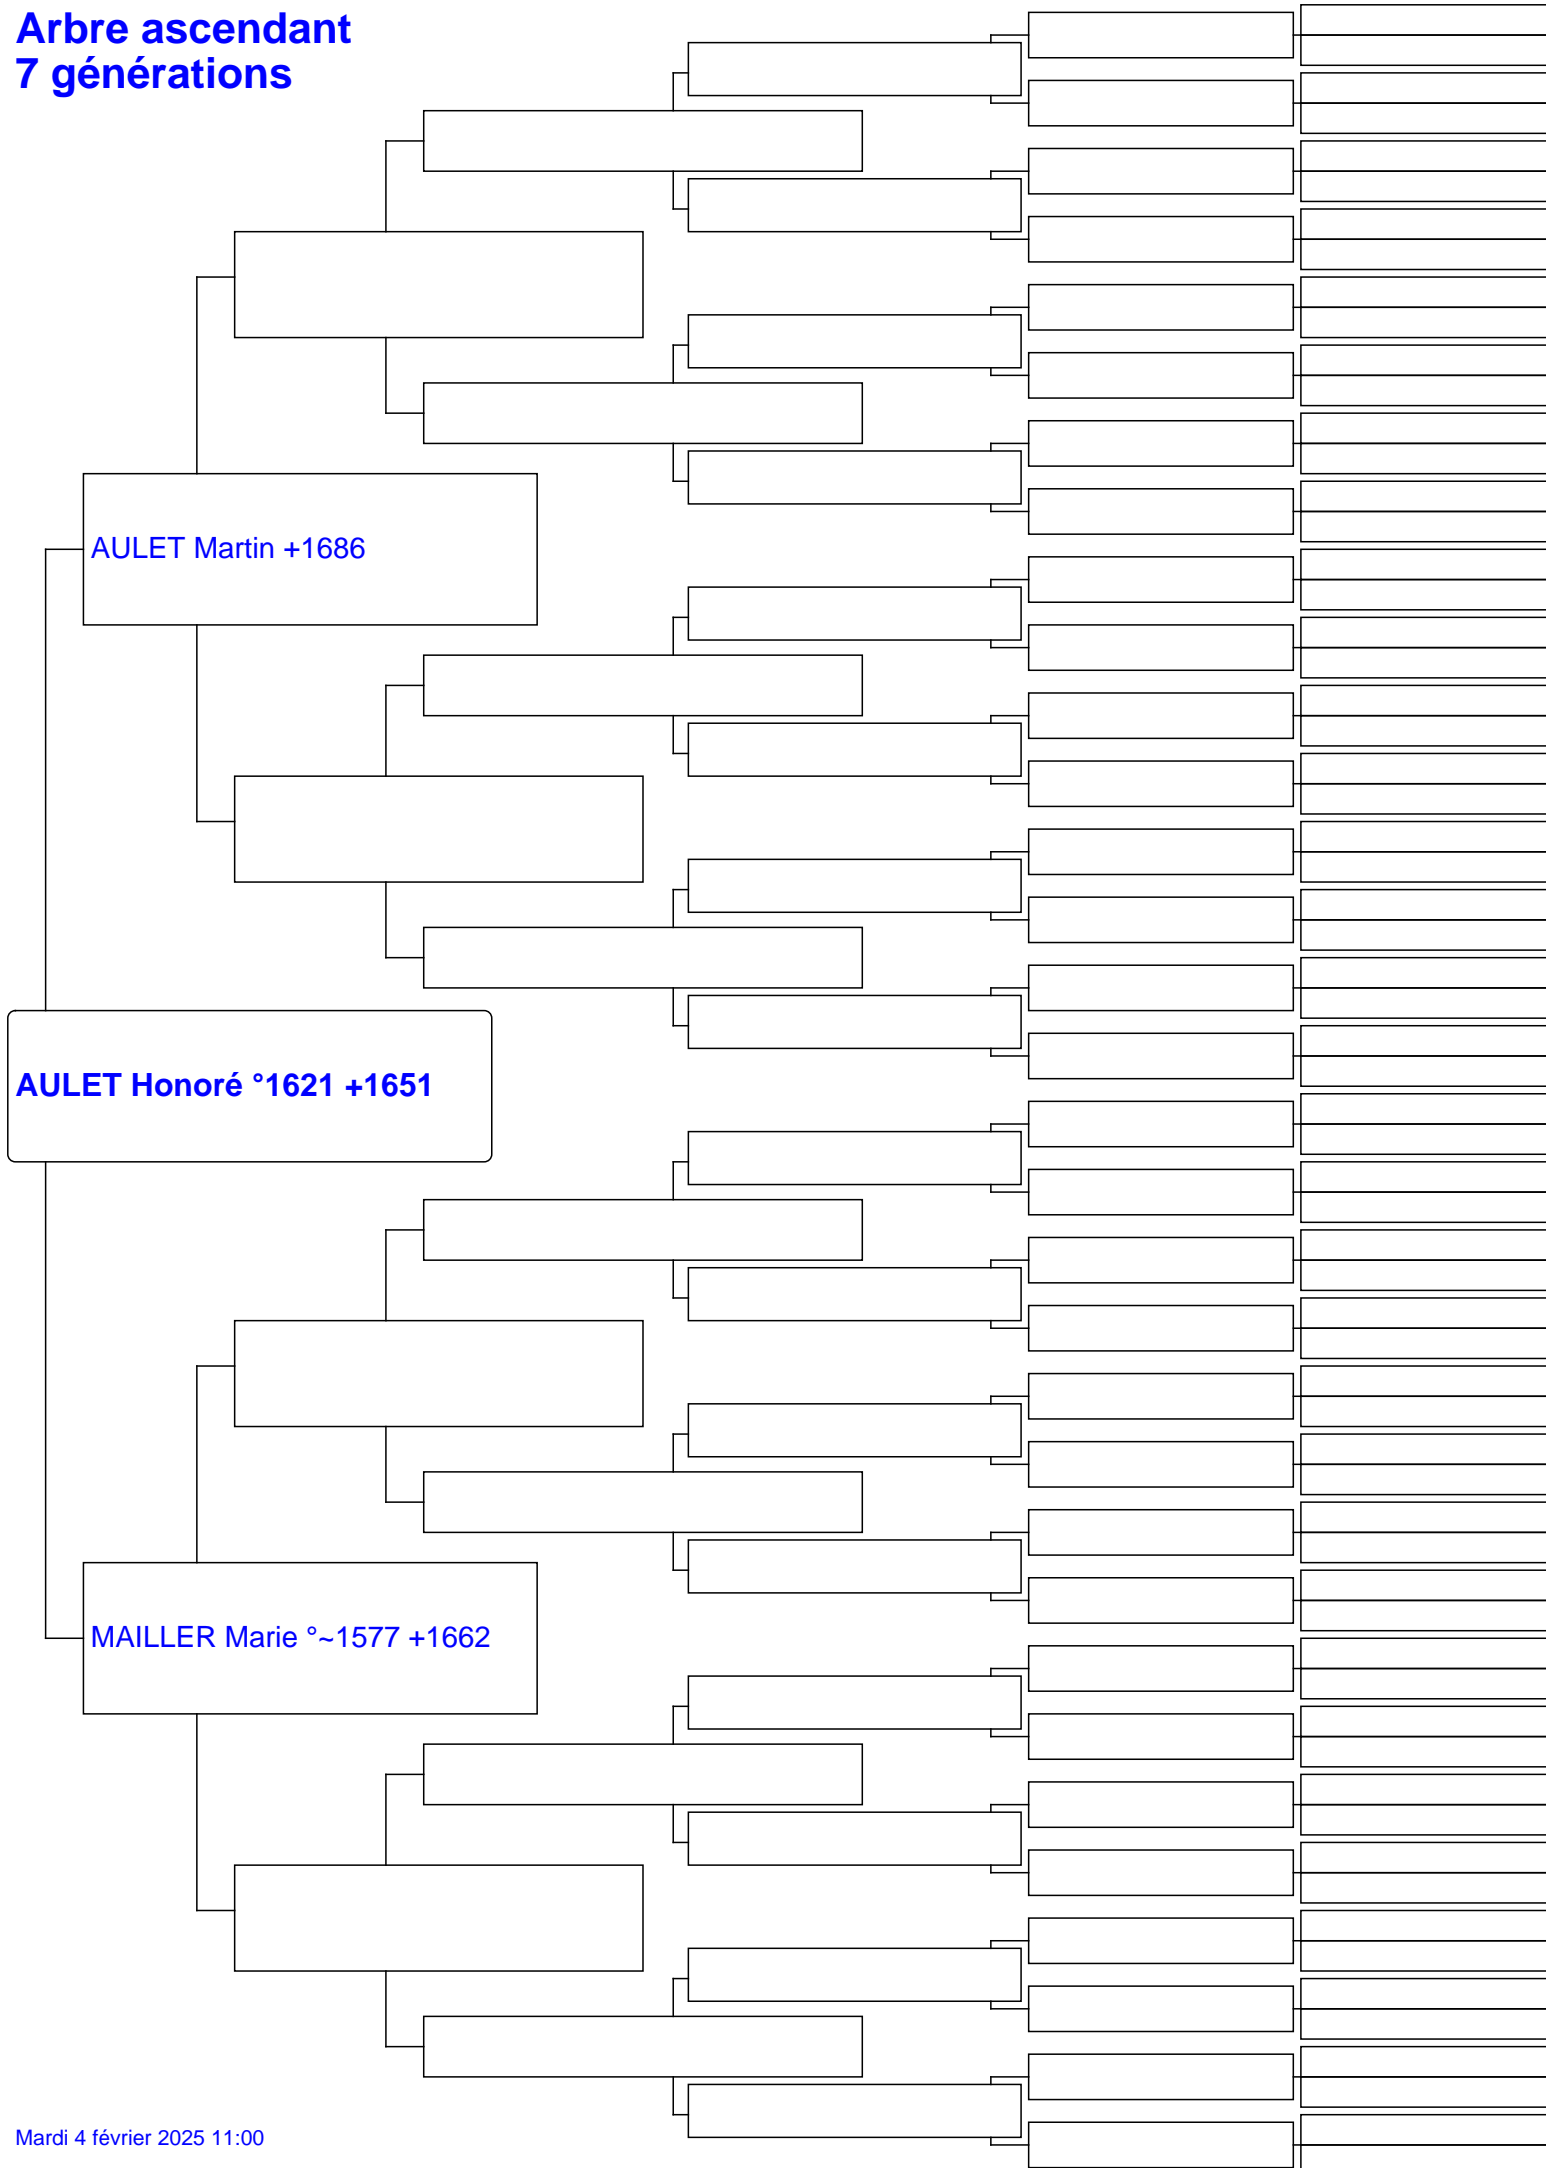 Arbre ascendant
7 générations
AULET Martin +1686
AULET Honoré °1621 +1651
MAILLER Marie °~1577 +1662
Mardi 4 février 2025 11:00